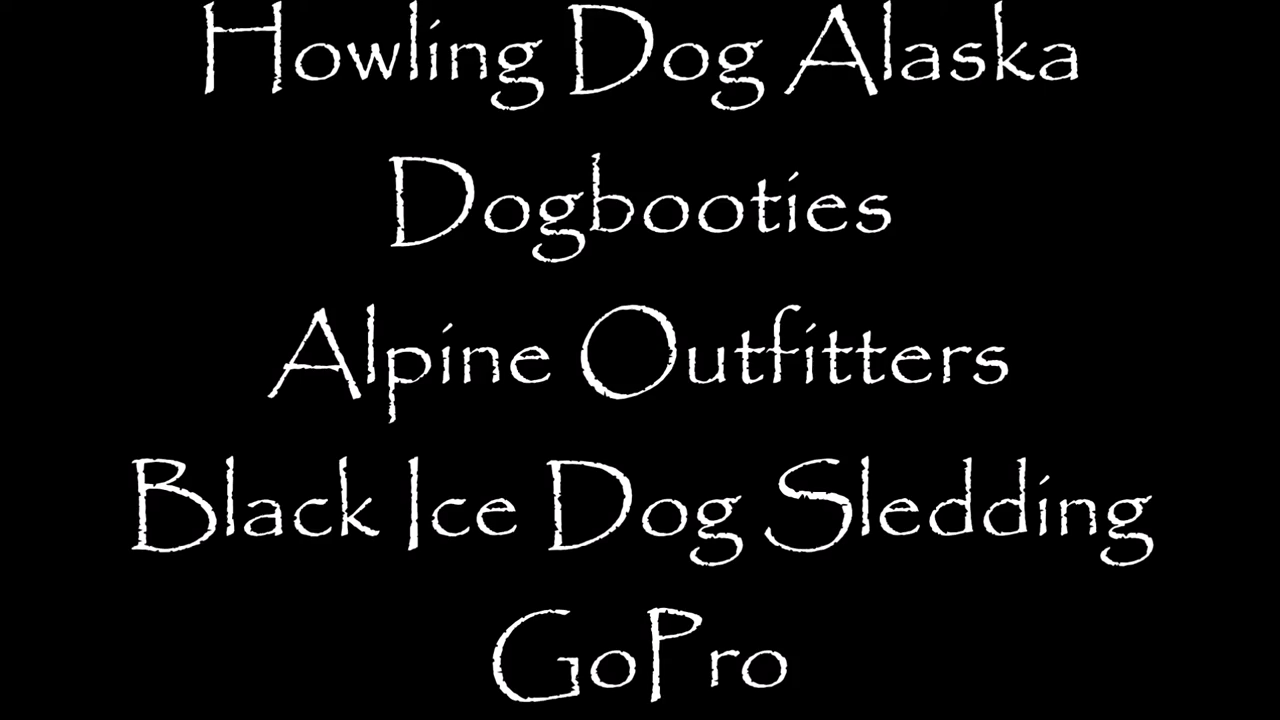 Howling Dog Alaska
Dogbooties
Alpine Outfitters
Black Ice Dog Sledding
GoPro